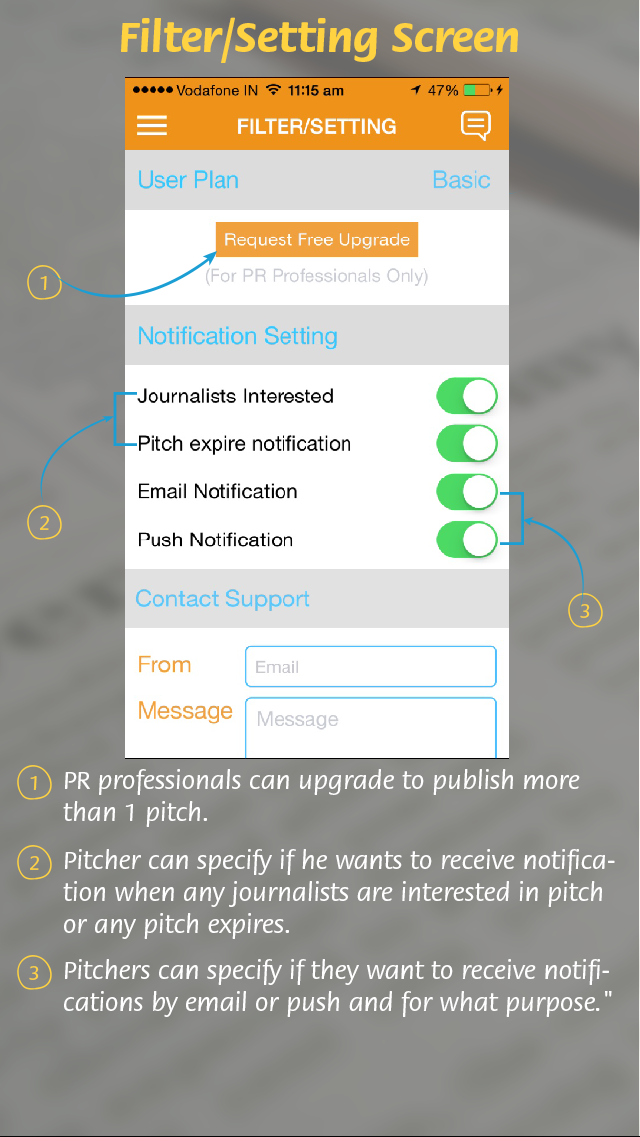 Filter/Setting Screen
Vodafone IN 11:15 am 47%
FILTER/SETTING
User Plan Basic
Request Free Upgrade
(For PR Professionals Only)
1
Notification Setting
Journalists Interested
Pitch expire notification
Email Notification
2
Push Notification
Contact Support
3
From Email
Message Message
1 PR professionals can upgrade to publish more
than 1 pitch.
2 Pitcher can specify if he wants to receive notifica-
tion when any journalists are interested in pitch
or any pitch expires.
3 Pitchers can specify if they want to receive notifi-
cations by email or push and for what purpose."